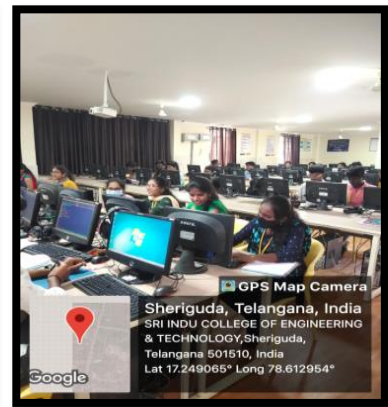 GPS Map Camera
Sheriguda, Telangana, India
SRI INDU COLLEGE OF ENGINEERING
& TECHNOLOGY,Sheriguda,
Telangana 501510, India
Lat 17.249065° Long 78.612954°
Google